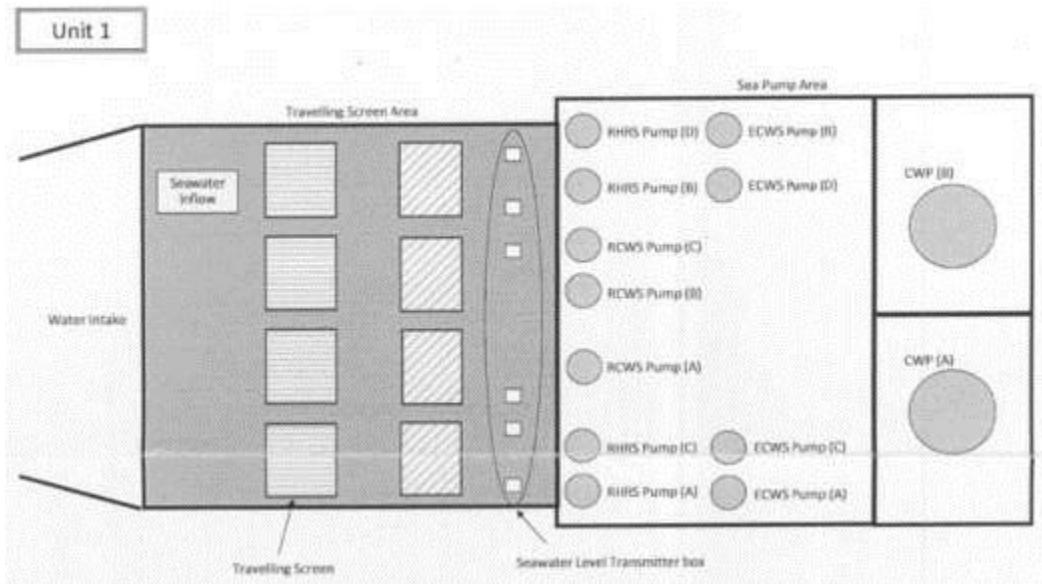 Unit 1
Sea Pump Area
Travelling Screen Area
RHRS Pump (D)
ECWS Pump (B)
Seawater
Inflow
RHRS Pump (B)
ECWS Pump (D)
CWP (B)
RCWS Pump (C)
RCWS Pump (B)
Water Intake
RCWS Pump (A)
CWP (A)
RHRS Pump (C)
ECWS Pump (C)
RHRS Pump (A)
ECWS Pump (A)
Travelling Screen
Seawater Level Transmitter box